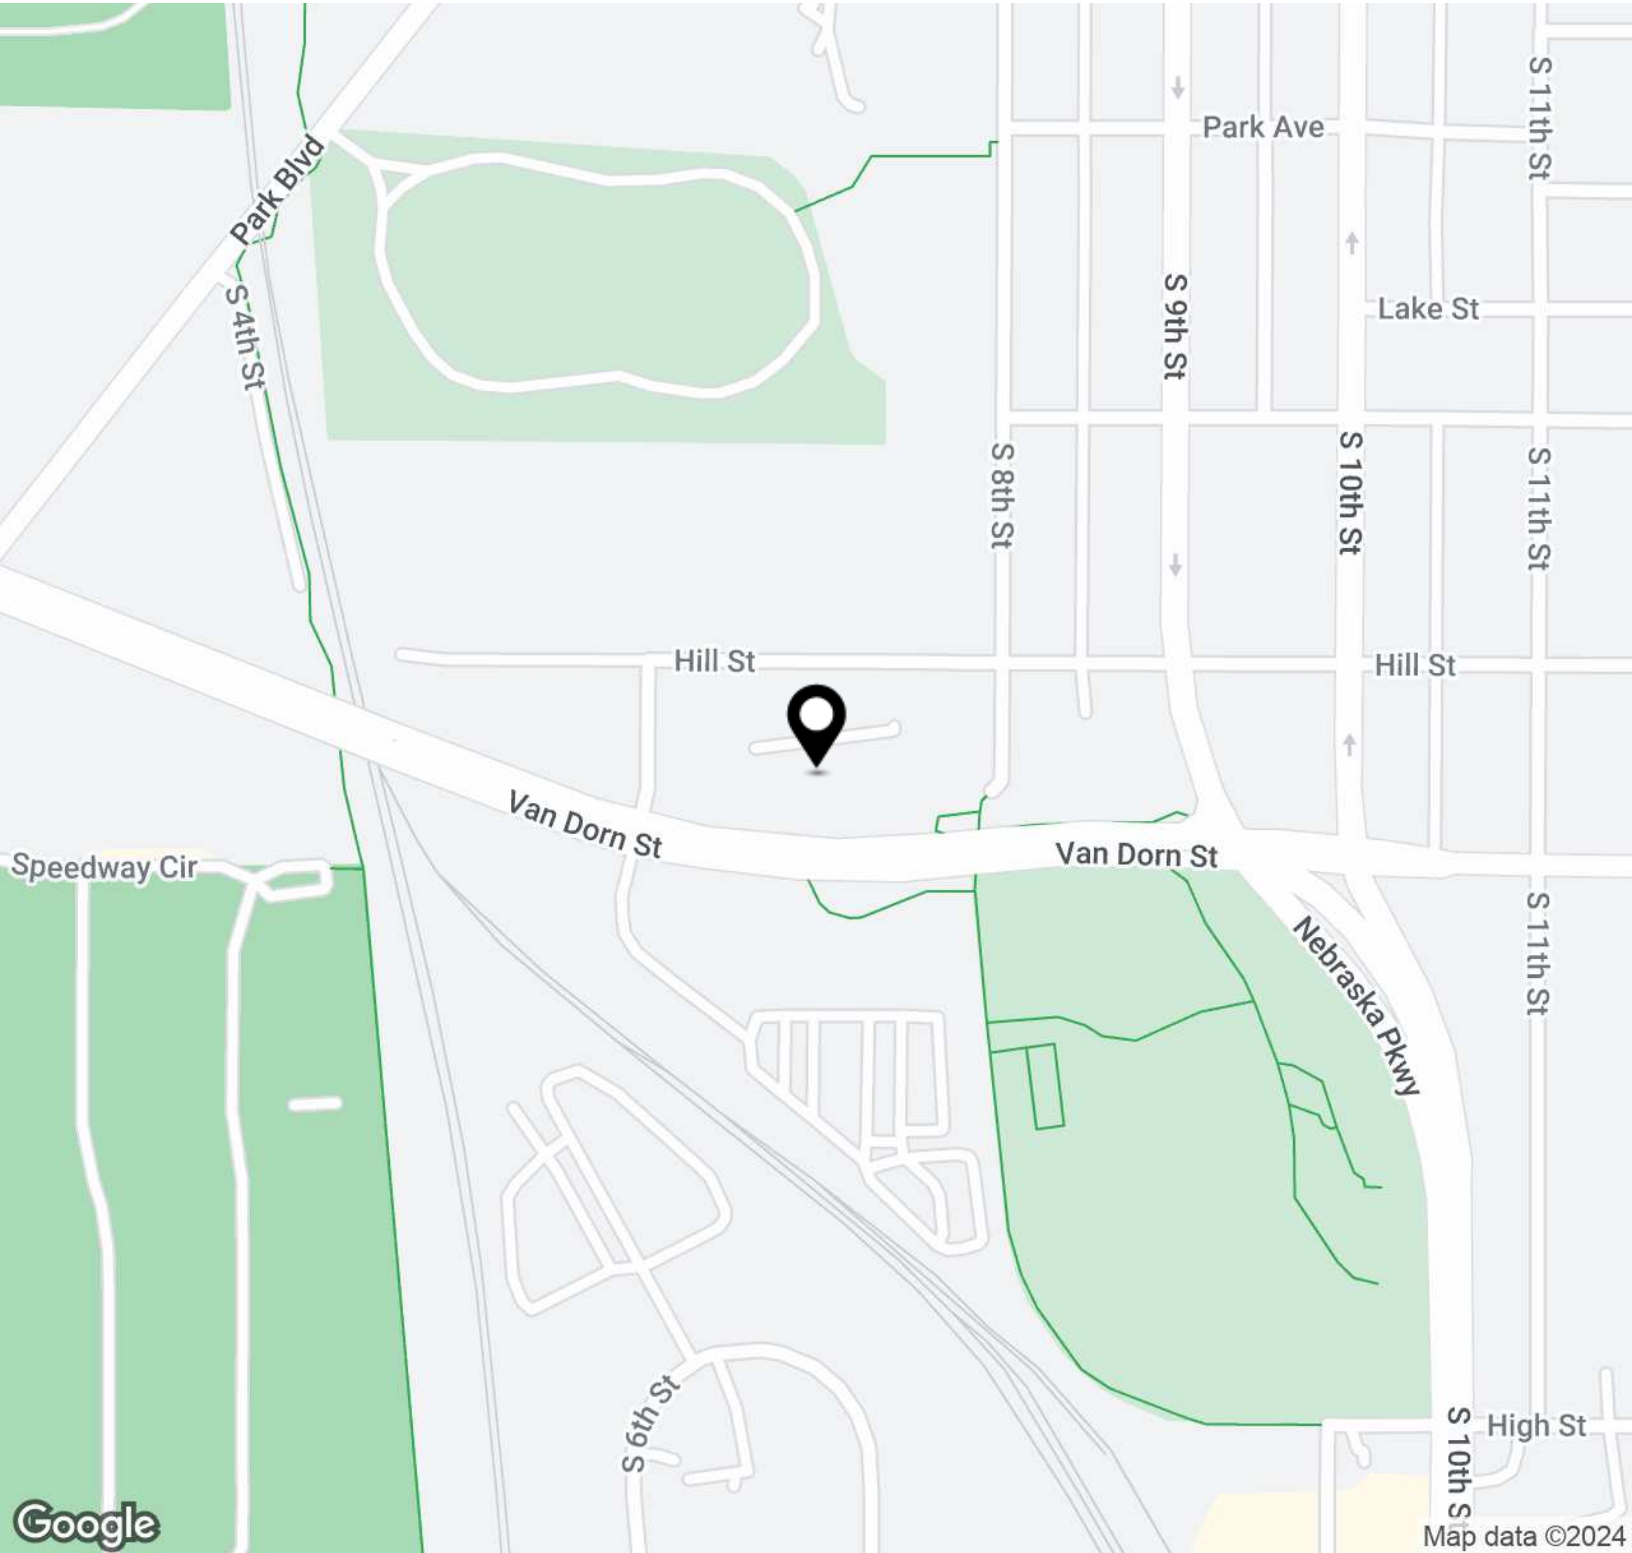 S 11th St
Park Ave
Park Blvd
S 9th St
S 4th St
Lake St
S 10th St
S 8th St
S 11th St
Hill St
Hill St
Van Dorn St
Van Dorn St
Speedway Cir
S 11th St
Nebraska Pkwy
S 6th St
S 10th St
High St
Google
Map data ©2024